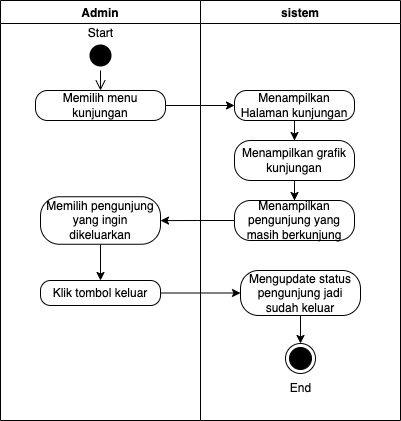 Admin
sistem
Start
Memilih menu
kunjungan
Menampilkan
Halaman kunjungan
Menampilkan grafik
kunjungan
Memilih pengunjung
yang ingin
dikeluarkan
Menampilkan
pengunjung yang
masih berkunjung
Klik tombol keluar
Mengupdate status
pengunjung jadi
sudah keluar
End